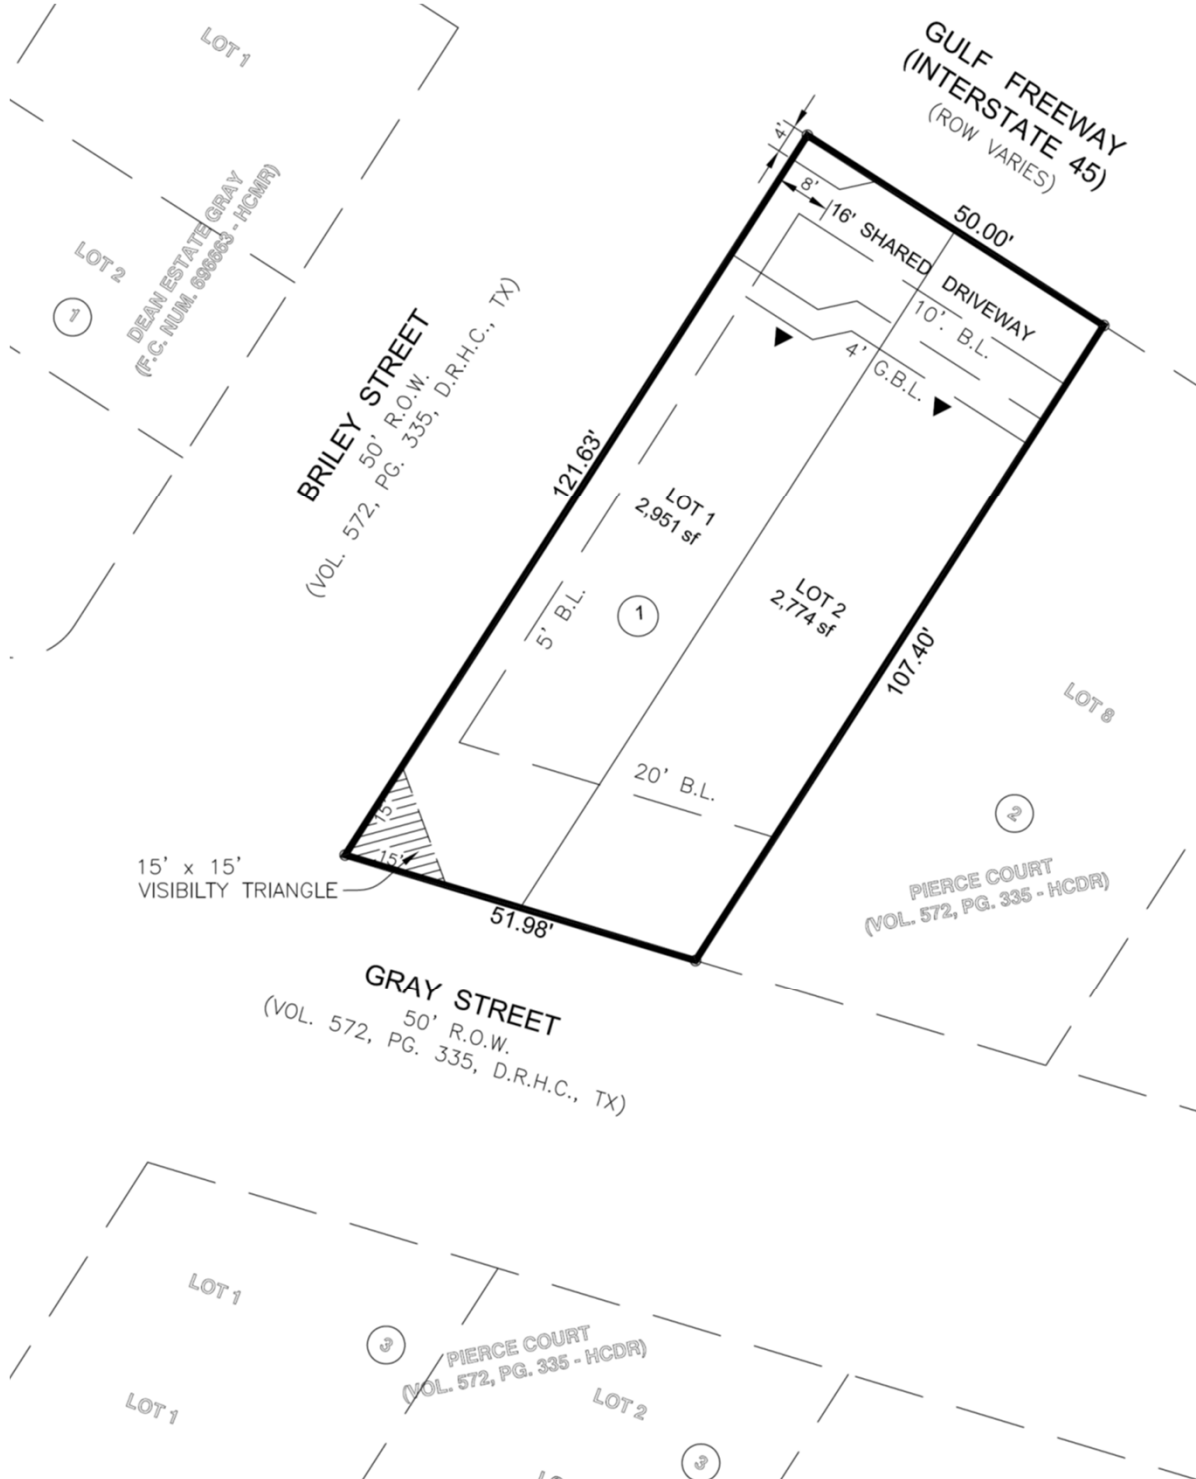 LOT 1
GULF FREEWAY
(INTERSTATE 45)
(ROW VARIES)
4'
8'
16' SHARED DRIVEWAY
50.00'
10'. B.L.
4' G.B.L.
LOT 2
1
DEAN ESTATE GRAY
(F.C. NUM. 696663 - HCMR)
BRILEY STREET
50' R.O.W.
(VOL. 572, PG. 335, D.R.H.C., TX)
121.63'
LOT 1
2,951 sf
1
LOT 2
2,774 sf
5' B.L.
107.40'
LOT 8
2
PIERCE COURT
(VOL. 572, PG. 335 - HCDR)
20' B.L.
15'
15'
15' x 15'
VISIBILTY TRIANGLE
51.98'
GRAY STREET
50' R.O.W.
(VOL. 572, PG. 335, D.R.H.C., TX)
LOT 1
3
PIERCE COURT
(VOL. 572, PG. 335 - HCDR)
LOT 1
LOT 2
3